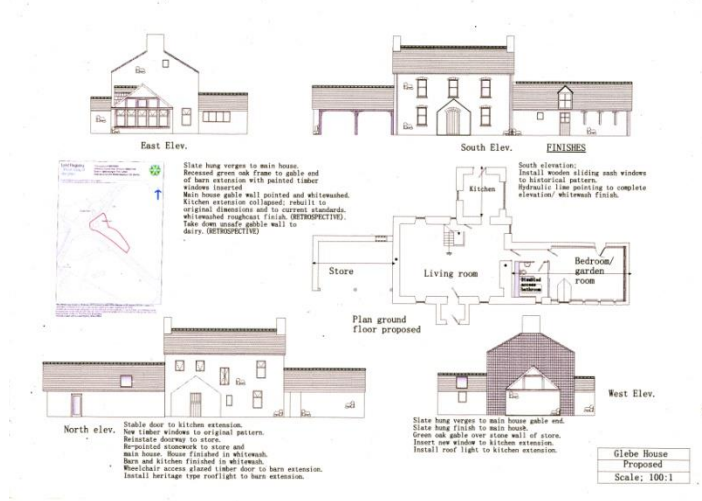 East Elev.
South Elev.
FINISHES
Slate hung verges to main house.
Recessed green oak frame to gable end
of barn extension with painted timber
windows inserted
Main house gable wall pointed and whitewashed.
Kitchen extension collapsed; rebuilt to
original dimensions and to current standards.
whitewashed roughcast finish. (RETROSPECTIVE).
Take down unsafe gabble wall to
dairy. (RETROSPECTIVE)
South elevation;
Install wooden sliding sash windows
to historical pattern.
Hydraulic lime pointing to complete
elevation/ whitewash finish.
Kitchen
Store
Living room
bathroom
Bedroom/
garden
room
Plan ground
floor proposed
North elev.
Stable door to kitchen extension.
New timber windows to original pattern.
Reinstate doorway to store.
Re-pointed stonework to store and
main house. House finished in whitewash.
Barn and kitchen finished in whitewash.
Wheelchair access glazed timber door to barn extension.
Install heritage type rooflight to barn extension.
West Elev.
Slate hung verges to main house gable end.
Slate hung finish to main house.
Green oak gable over stone wall of store.
Insert new window to kitchen extension.
Install roof light to kitchen extension.
Glebe House
Proposed
Scale; 100:1